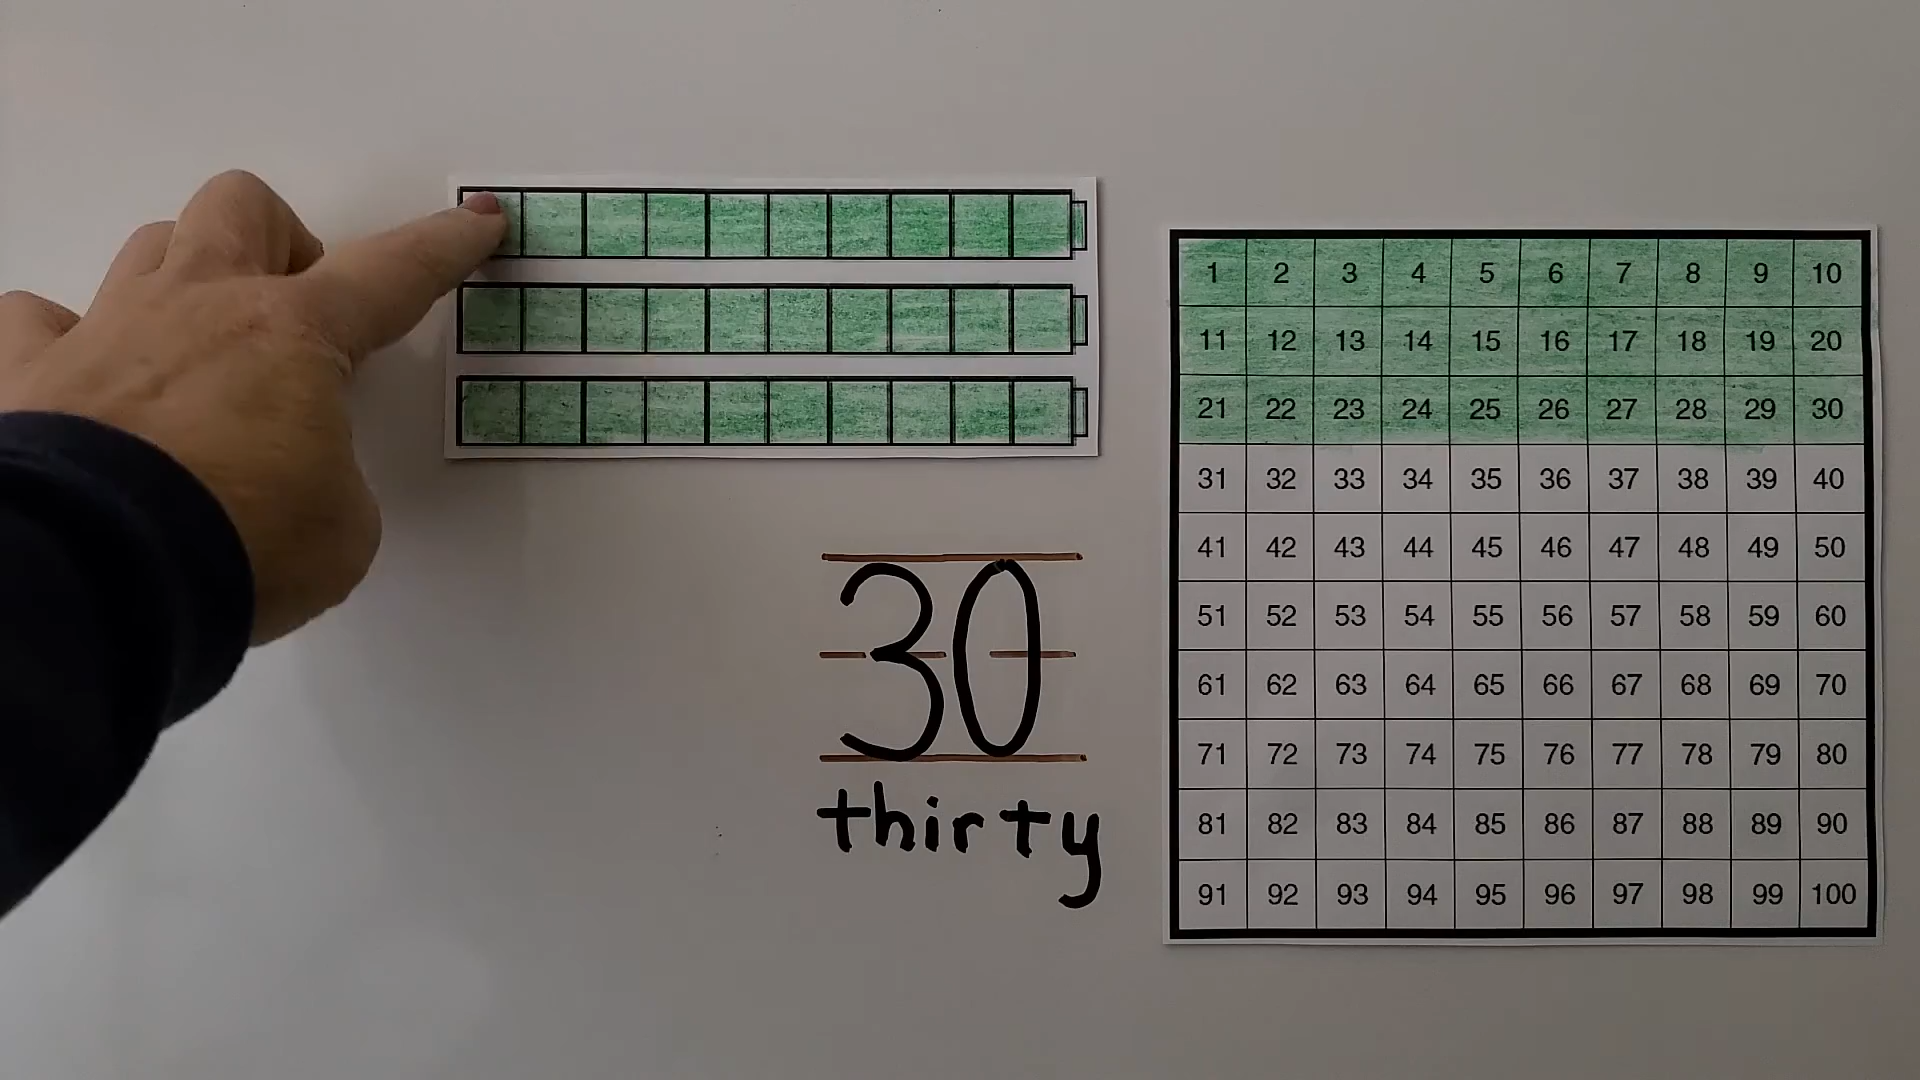 30
thirty
1 2 3 4 5 6 7 8 9 10
11 12 13 14 15 16 17 18 19 20
21 22 23 24 25 26 27 28 29 30
31 32 33 34 35 36 37 38 39 40
41 42 43 44 45 46 47 48 49 50
51 52 53 54 55 56 57 58 59 60
61 62 63 64 65 66 67 68 69 70
71 72 73 74 75 76 77 78 79 80
81 82 83 84 85 86 87 88 89 90
91 92 93 94 95 96 97 98 99 100